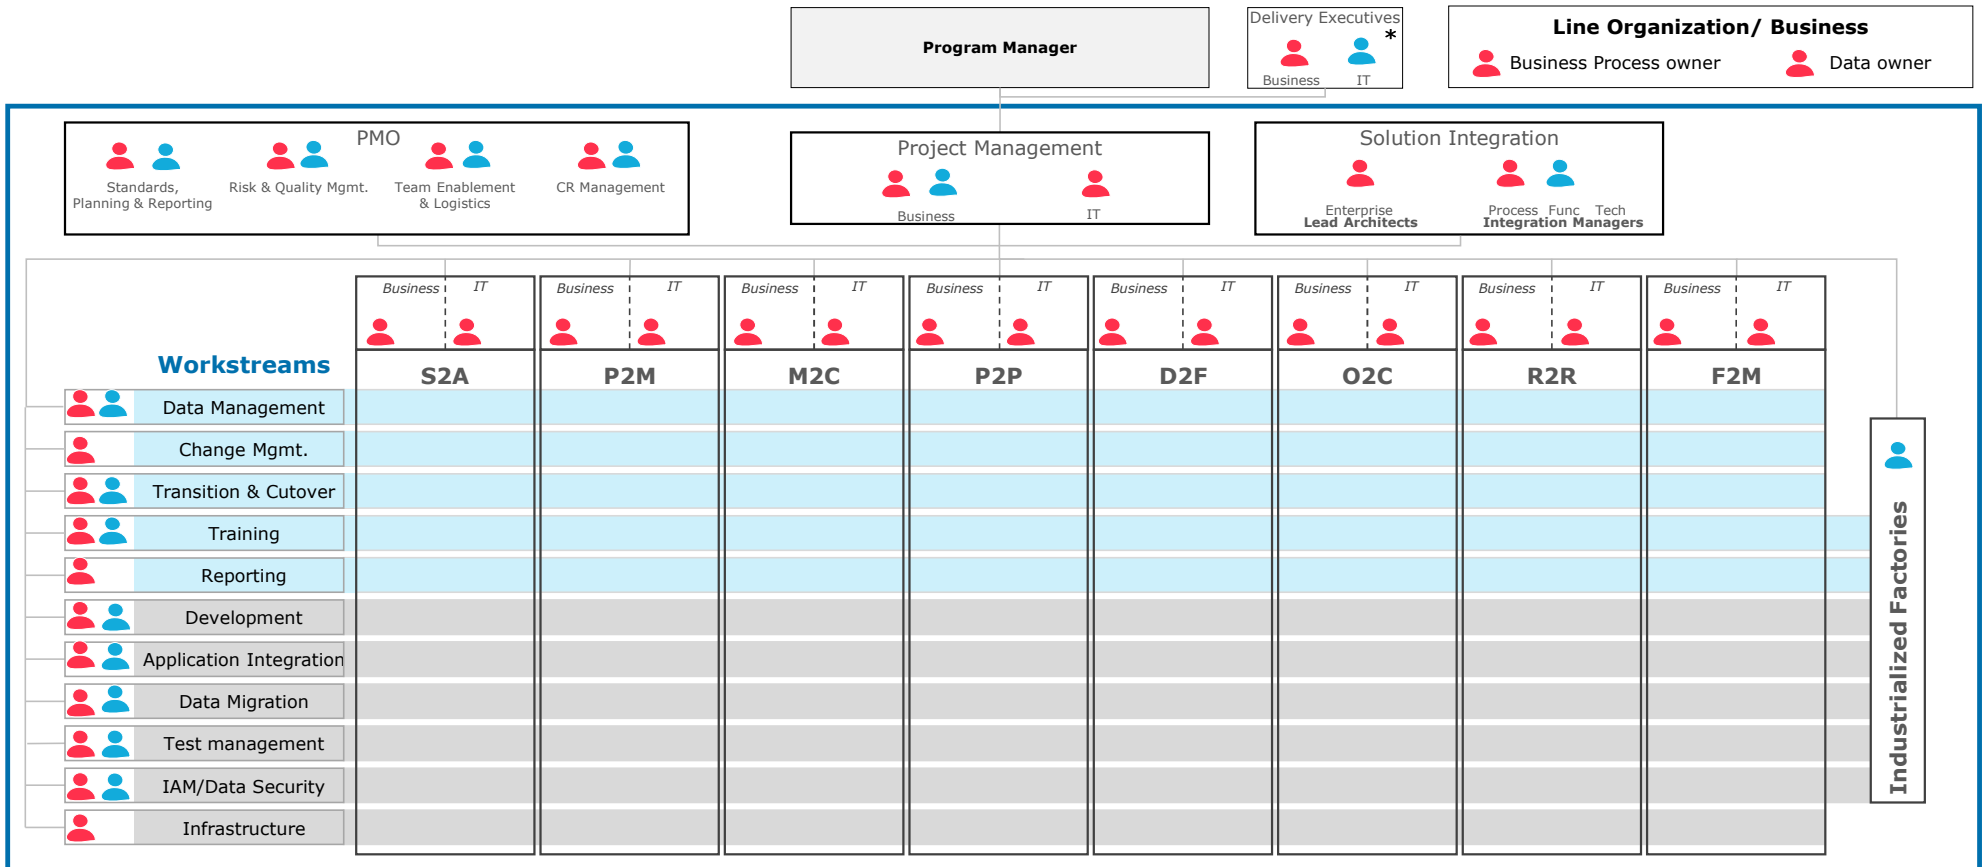 Program Manager
Delivery Executives
*
Business IT
Line Organization/ Business
Business Process owner Data owner
PMO
Standards,
Planning & Reporting
Risk & Quality Mgmt.
Team Enablement
& Logistics
CR Management
Project Management
Business IT
Solution Integration
Enterprise
Lead Architects
Process Func Tech
Integration Managers
Business IT Business IT Business IT Business IT Business IT Business IT Business IT Business IT
Workstreams
S2A P2M M2C P2P D2F O2C R2R F2M
Data Management
Change Mgmt.
Transition & Cutover
Training
Reporting
Development
Application Integration
Data Migration
Test management
IAM/Data Security
Infrastructure
Industrialized Factories